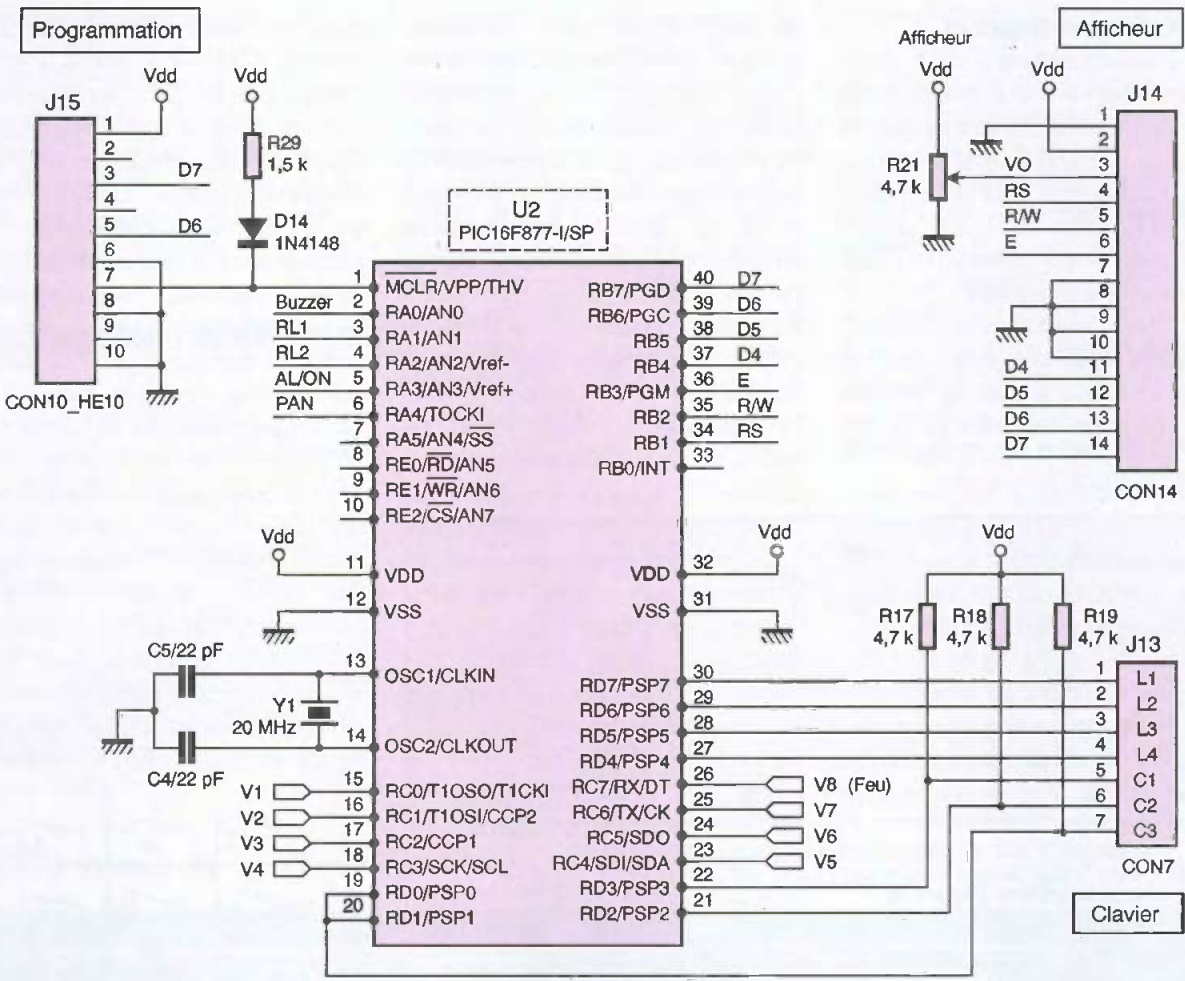 Programmation
Afficheur
Afficheur
Vdd
Vdd
Vdd
Vdd
J15
J14
1
2
3
4
5
6
7
8
9
10
D7
D6
CON10_HE10
R29
1,5 k
D14
1N4148
R21
4,7 k
VO
RS
R/W
E
D4
D5
D6
D7
1
2
3
4
5
6
7
8
9
10
11
12
13
14
CON14
U2
PIC16F877-I/SP
1 MCLR/VPP/THV
Buzzer 2 RA0/AN0
RL1 3 RA1/AN1
RL2 4 RA2/AN2/Vref-
AL/ON 5 RA3/AN3/Vref+
PAN 6 RA4/TOCKI
7 RA5/AN4/SS
8 RE0/RD/AN5
9 RE1/WR/AN6
10 RE2/CS/AN7
Vdd
11 VDD
12 VSS
C5/22 pF
13 OSC1/CLKIN
Y1
20 MHz
14 OSC2/CLKOUT
C4/22 pF
V1 15 RC0/T1OSO/T1CKI
V2 16 RC1/T1OSI/CCP2
V3 17 RC2/CCP1
V4 18 RC3/SCK/SCL
19 RD0/PSP0
20 RD1/PSP1
RB7/PGD 40 D7
RB6/PGC 39 D6
RB5 38 D5
RB4 37 D4
RB3/PGM 36 E
RB2 35 R/W
RB1 34 RS
RB0/INT 33
Vdd
VDD 32
VSS 31
RD7/PSP7 30
RD6/PSP6 29
RD5/PSP5 28
RD4/PSP4 27
RC7/RX/DT 26 V8 (Feu)
RC6/TX/CK 25 V7
RC5/SDO 24 V6
RC4/SDI/SDA 23 V5
RD3/PSP3 22
RD2/PSP2 21
Vdd
R17
4,7 k
R18
4,7 k
R19
4,7 k
J13
1 L1
2 L2
3 L3
4 L4
5 C1
6 C2
7 C3
CON7
Clavier